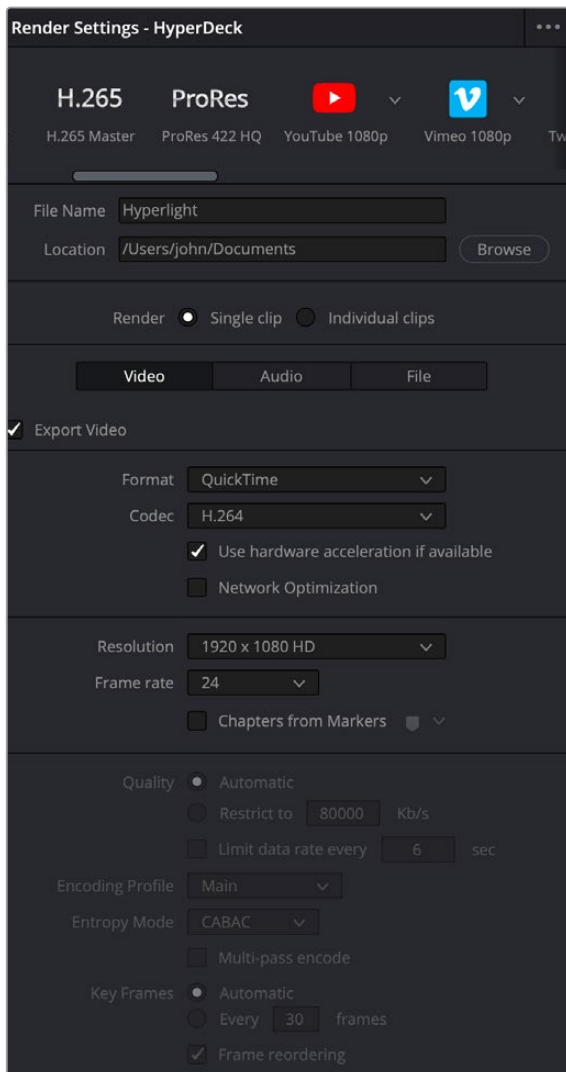 Render Settings - HyperDeck
H.265 ProRes
H.265 Master ProRes 422 HQ YouTube 1080p Vimeo 1080p Tw
File Name Hyperlight
Location /Users/john/Documents Browse
Render Single clip Individual clips
Video Audio File
Export Video
Format QuickTime
Codec H.264
Use hardware acceleration if available
Network Optimization
Resolution 1920 x 1080 HD
Frame rate 24
Chapters from Markers
Quality Automatic
Restrict to 80000 Kb/s
Limit data rate every 6 sec
Encoding Profile Main
Entropy Mode CABAC
Multi-pass encode
Key Frames Automatic
Every 30 frames
Frame reordering